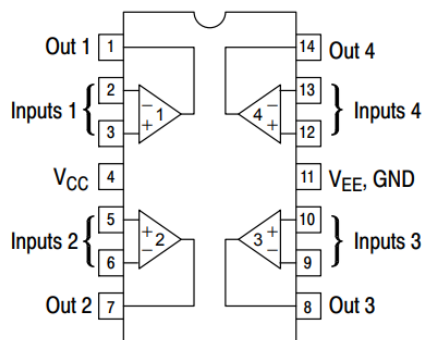 Out 1 1 14 Out 4
Inputs 1 2 − 1 + 3
13 − 4 + 12 Inputs 4
VCC 4 11 VEE, GND
Inputs 2 5 + 2 − 6
10 + 3 − 9 Inputs 3
Out 2 7 8 Out 3